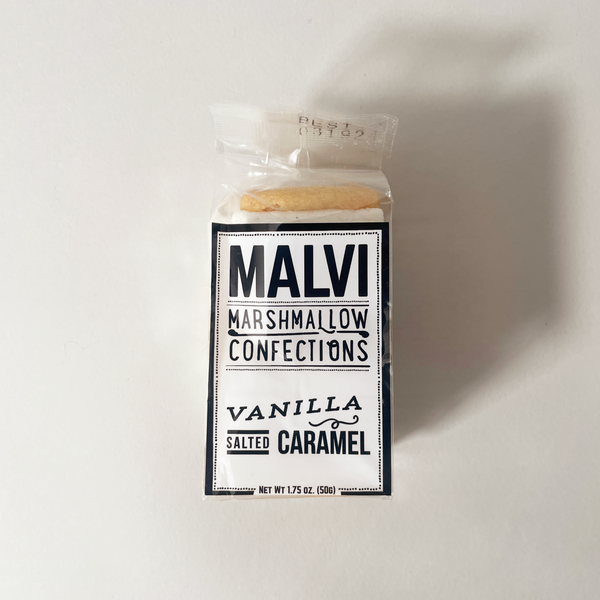 BEST
MALVI
MARSHMALLOW
CONFECTIONS
VANILLA
SALTED CARAMEL
NET WT 1.75 OZ. (50G)